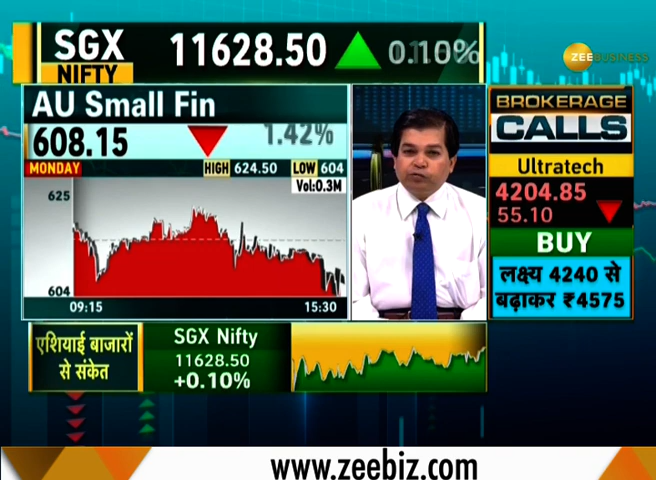 SGX
NIFTY
11628.50
0.10%
ZEEBUSINESS
AU Small Fin
608.15
1.42%
MONDAY
HIGH 624.50
LOW 604
Vol:0.3M
625
604
09:15
15:30
BROKERAGE
CALLS
Ultratech
4204.85
55.10
BUY
लक्ष्य 4240 से
बढ़ाकर ₹4575
एशियाई बाजारों
से संकेत
SGX Nifty
11628.50
+0.10%
www.zeebiz.com